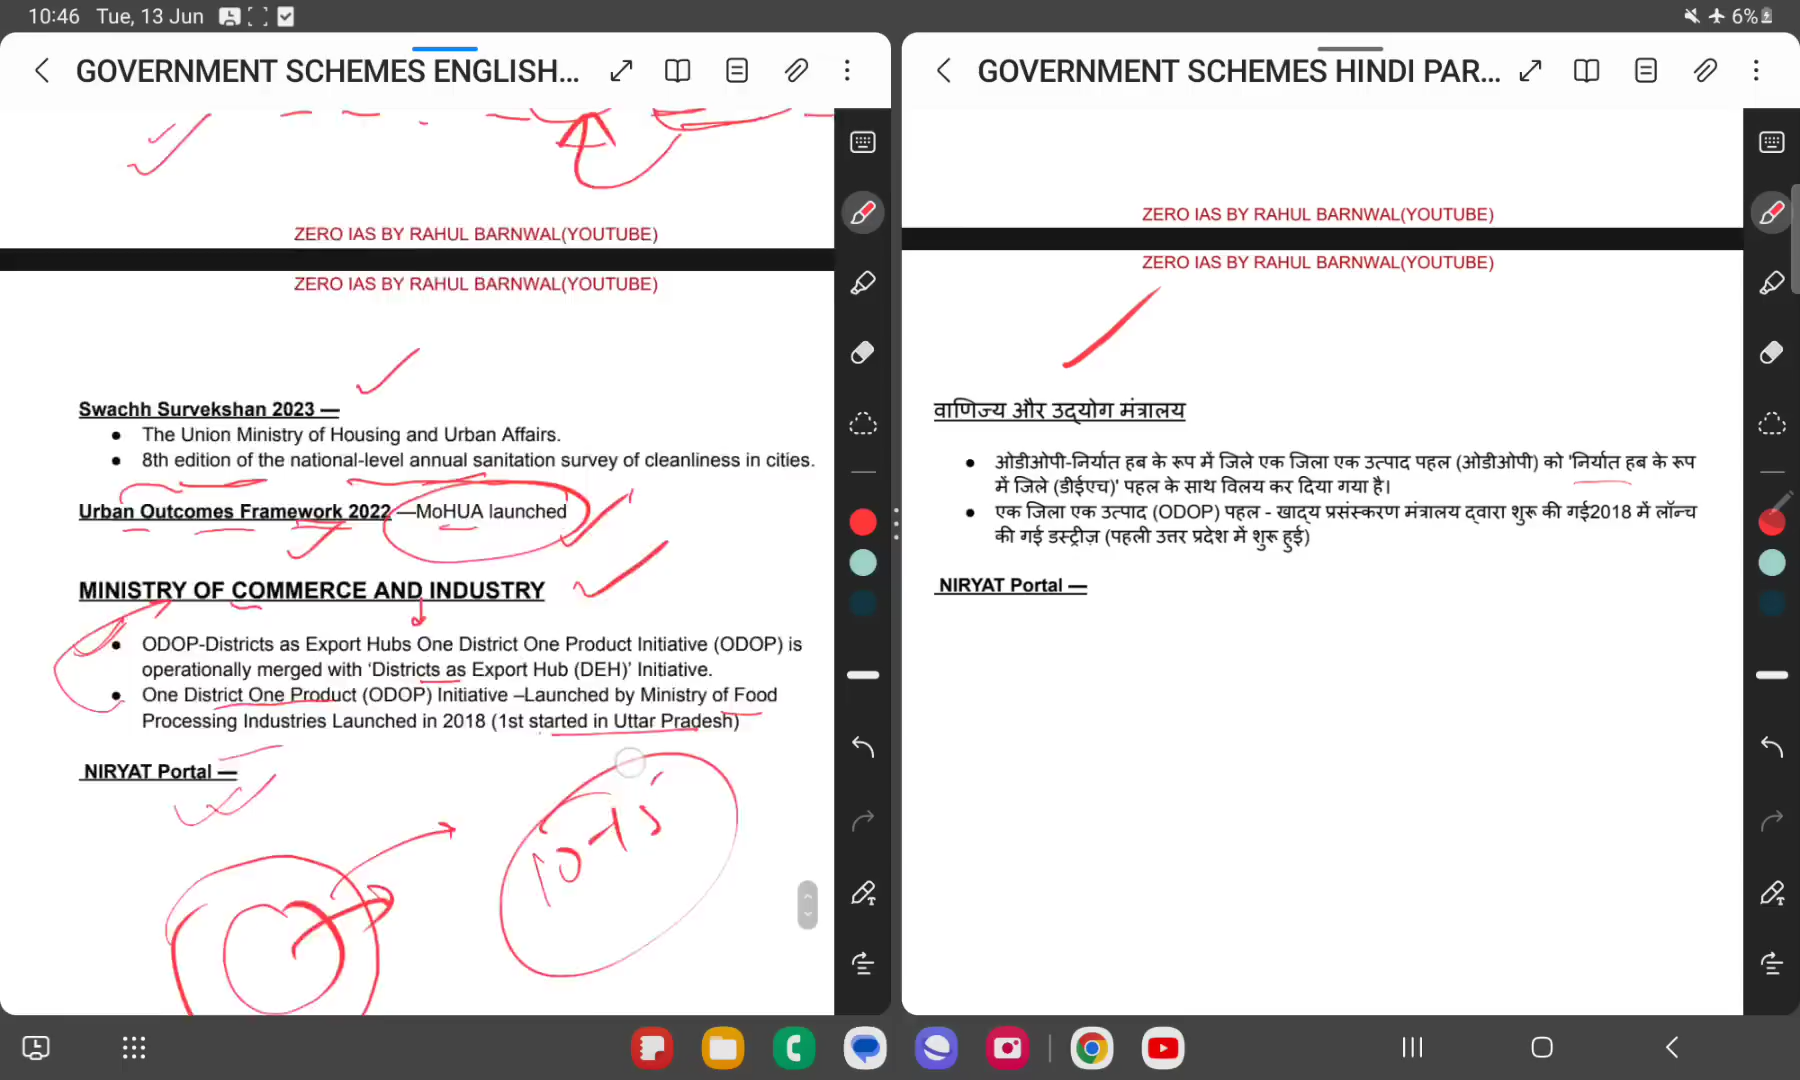 10:46 Tue, 13 Jun
6%
GOVERNMENT SCHEMES ENGLISH...
ZERO IAS BY RAHUL BARNWAL(YOUTUBE)
ZERO IAS BY RAHUL BARNWAL(YOUTUBE)
Swachh Survekshan 2023 —
● The Union Ministry of Housing and Urban Affairs.
● 8th edition of the national-level annual sanitation survey of cleanliness in cities.
Urban Outcomes Framework 2022 —MoHUA launched
MINISTRY OF COMMERCE AND INDUSTRY
● ODOP-Districts as Export Hubs One District One Product Initiative (ODOP) is
operationally merged with ‘Districts as Export Hub (DEH)’ Initiative.
● One District One Product (ODOP) Initiative –Launched by Ministry of Food
Processing Industries Launched in 2018 (1st started in Uttar Pradesh)
NIRYAT Portal —
GOVERNMENT SCHEMES HINDI PAR...
ZERO IAS BY RAHUL BARNWAL(YOUTUBE)
ZERO IAS BY RAHUL BARNWAL(YOUTUBE)
वाणिज्य और उद्योग मंत्रालय
● ओडीओपी-निर्यात हब के रूप में जिले एक जिला एक उत्पाद पहल (ओडीओपी) को 'निर्यात हब के रूप
में जिले (डीईएच)' पहल के साथ विलय कर दिया गया है।
● एक जिला एक उत्पाद (ODOP) पहल - खाद्य प्रसंस्करण मंत्रालय द्वारा शुरू की गई2018 में लॉन्च
की गई डस्ट्रीज़ (पहली उत्तर प्रदेश में शुरू हुई)
NIRYAT Portal —